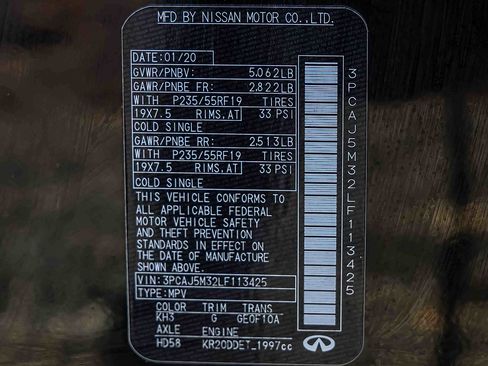 MFD BY NISSAN MOTOR CO.,LTD.
DATE:01/20
GVWR/PNBV: 5,062LB
GAWR/PNBE FR: 2,822LB
WITH P235/55RF19 TIRES
19X7.5 RIMS.AT 33 PSI
COLD SINGLE
GAWR/PNBE RR: 2,513LB
WITH P235/55RF19 TIRES
19X7.5 RIMS.AT 33 PSI
COLD SINGLE
THIS VEHICLE CONFORMS TO
ALL APPLICABLE FEDERAL
MOTOR VEHICLE SAFETY
AND THEFT PREVENTION
STANDARDS IN EFFECT ON
THE DATE OF MANUFACTURE
SHOWN ABOVE.
VIN:3PCAJ5M32LF113425
TYPE:MPV
COLOR TRIM TRANS
KH3 G GE0F10A
AXLE ENGINE
HD58 KR20DDET_1997cc
3PCAJ5M32LF113425